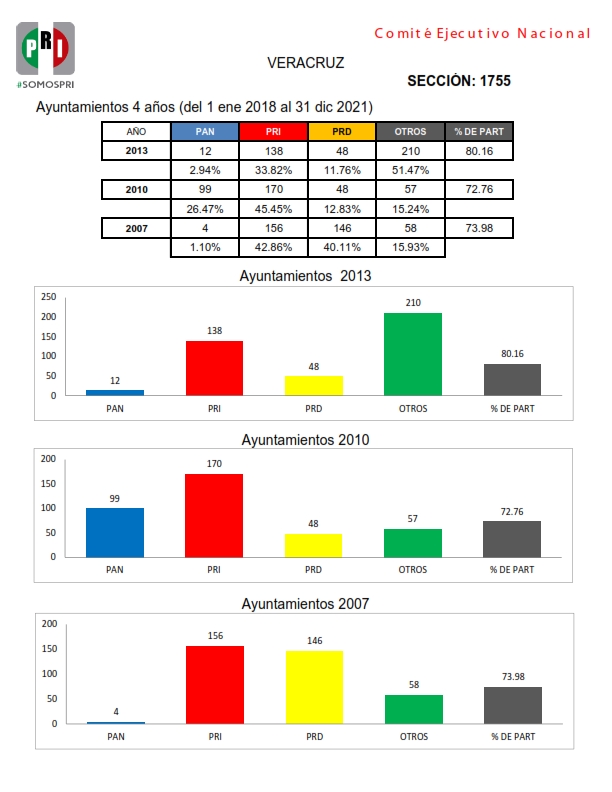 PRI
#SOMOSPRI
Comité Ejecutivo Nacional
VERACRUZ
SECCIÓN: 1755
Ayuntamientos 4 años (del 1 ene 2018 al 31 dic 2021)
AÑO PAN PRI PRD OTROS % DE PART
2013 12 138 48 210 80.16
2.94% 33.82% 11.76% 51.47%
2010 99 170 48 57 72.76
26.47% 45.45% 12.83% 15.24%
2007 4 156 146 58 73.98
1.10% 42.86% 40.11% 15.93%
Ayuntamientos 2013
250
210
200
138
150
100
80.16
48
50
12
0
PAN PRI PRD OTROS % DE PART
Ayuntamientos 2010
200
170
150
99
100
72.76
57
48
50
0
PAN PRI PRD OTROS % DE PART
Ayuntamientos 2007
200
156
146
150
100
73.98
58
50
4
0
PAN PRI PRD OTROS % DE PART